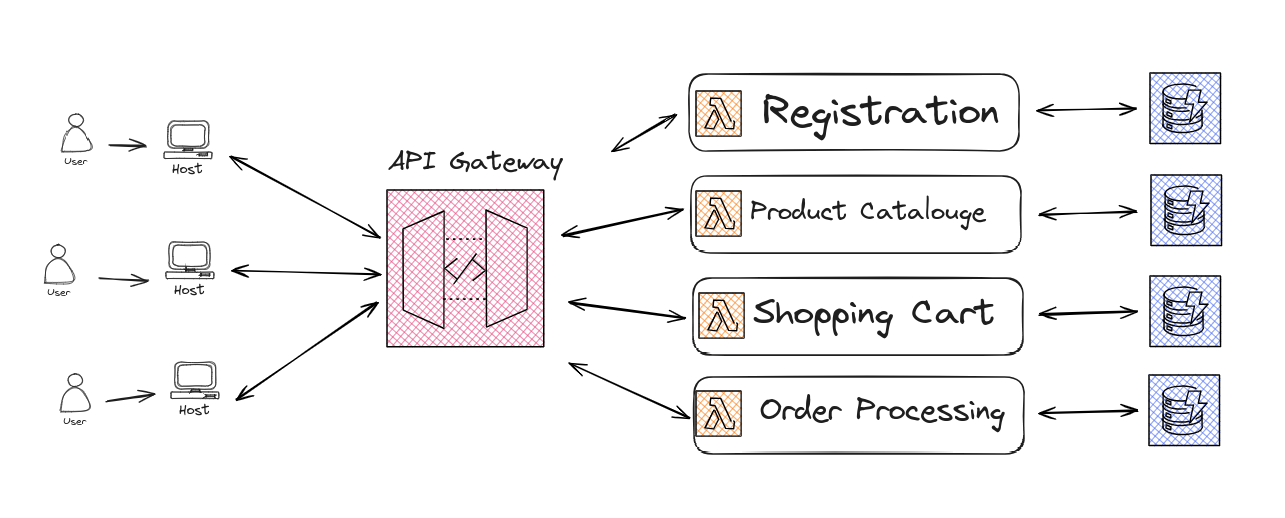 User
Host
User
Host
User
Host
API Gateway
Registration
Product Catalouge
Shopping Cart
Order Processing